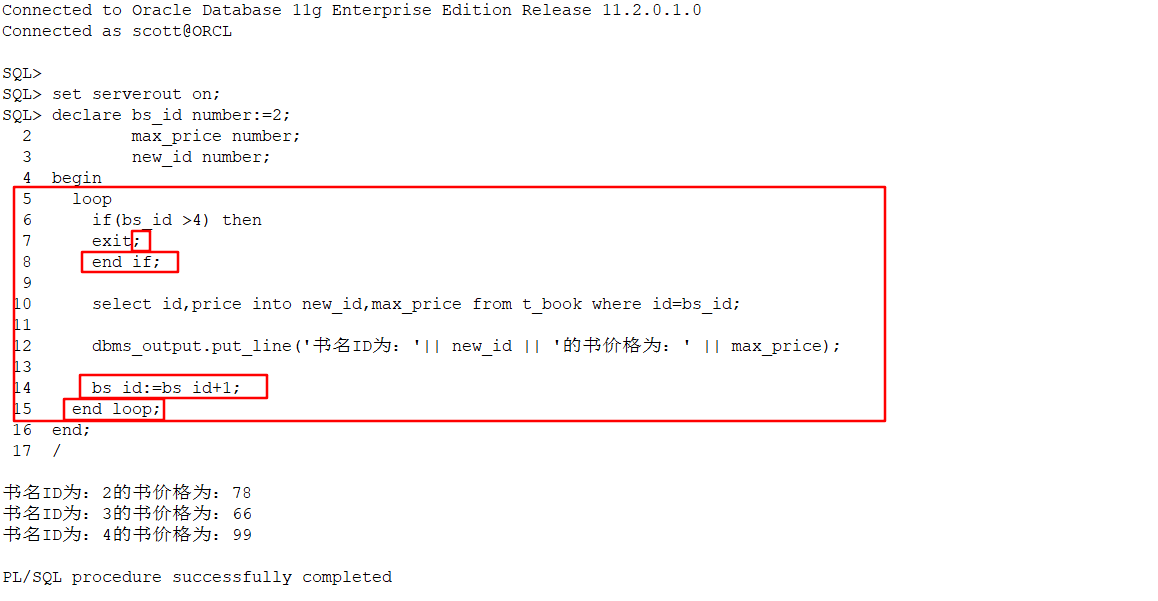 Connected to Oracle Database 11g Enterprise Edition Release 11.2.0.1.0
Connected as scott@ORCL
SQL>
SQL> set serverout on;
SQL> declare bs_id number:=2;
2 max_price number;
3 new_id number;
4 begin
5 loop
6 if(bs_id >4) then
7 exit;
8 end if;
9
10 select id,price into new_id,max_price from t_book where id=bs_id;
11
12 dbms_output.put_line('书名ID为: '|| new_id || '的书价格为: ' || max_price);
13
14 bs_id:=bs_id+1;
15 end loop;
16 end;
17 /
书名ID为: 2的书价格为: 78
书名ID为: 3的书价格为: 66
书名ID为: 4的书价格为: 99
PL/SQL procedure successfully completed